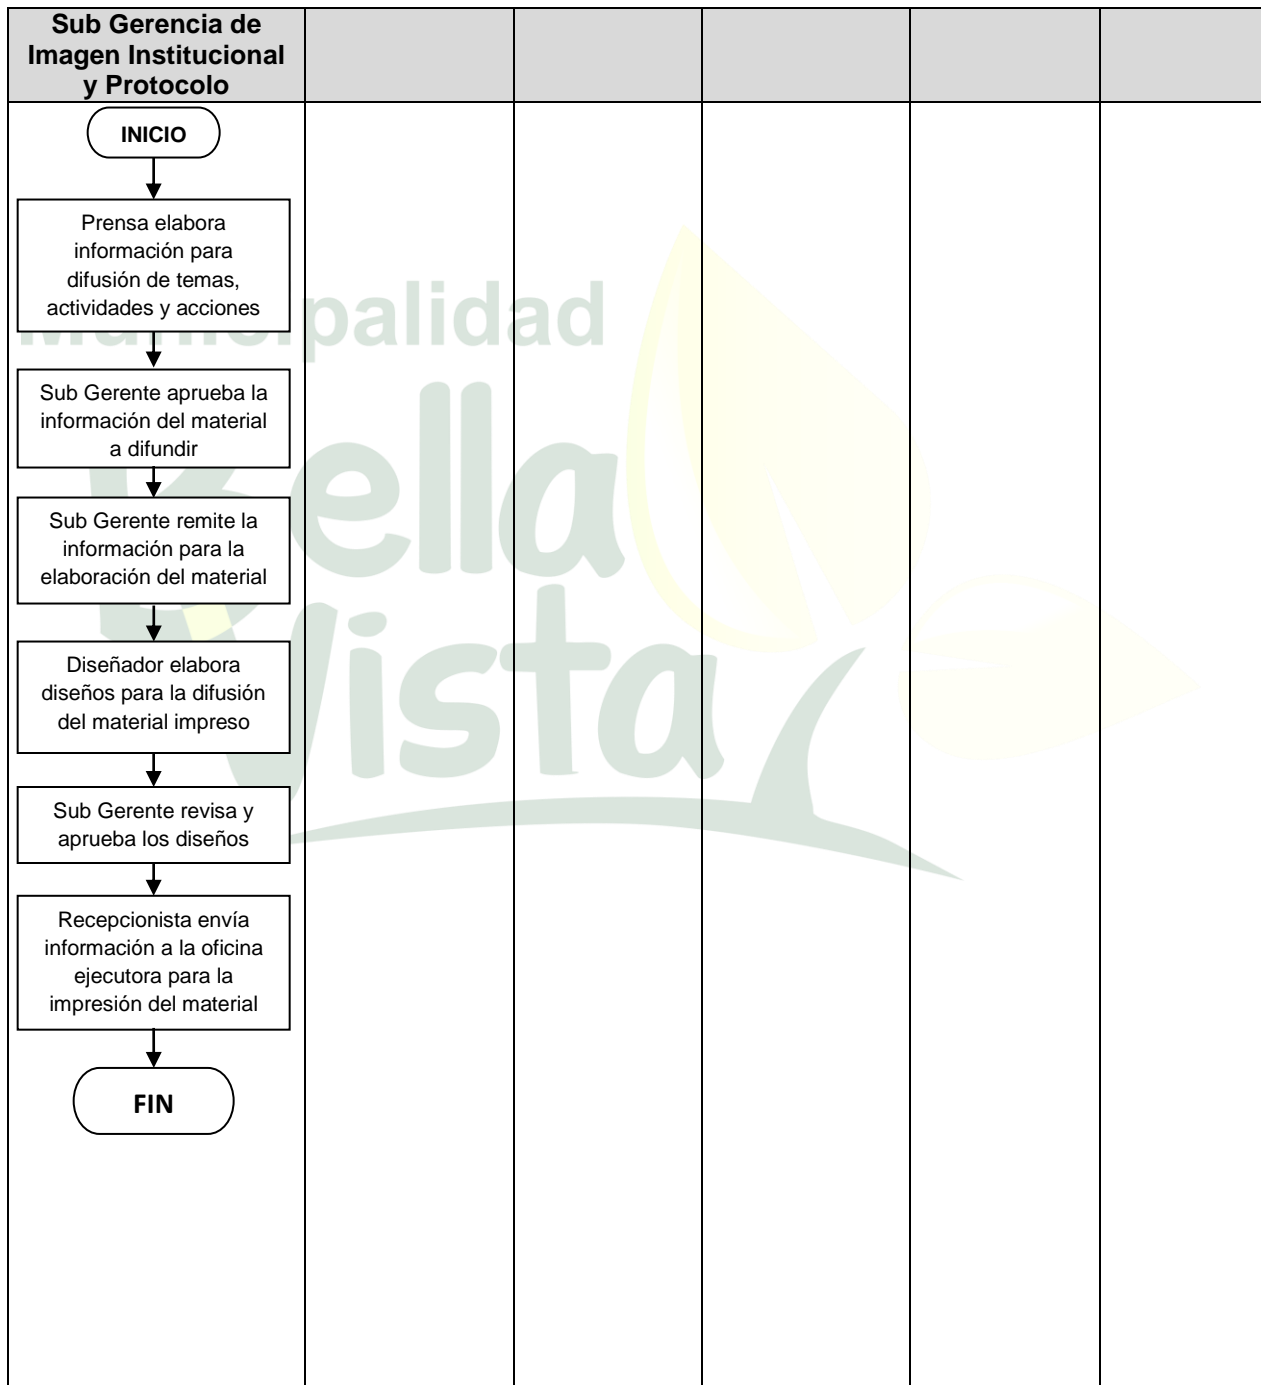 Sub Gerencia de
Imagen Institucional
y Protocolo
INICIO
Prensa elabora
información para
difusión de temas,
actividades y acciones
Municipalidad
Sub Gerente aprueba la
información del material
a difundir
Bella
Sub Gerente remite la
información para la
elaboración del material
Vista
Diseñador elabora
diseños para la difusión
del material impreso
Sub Gerente revisa y
aprueba los diseños
Recepcionista envía
información a la oficina
ejecutora para la
impresión del material
FIN